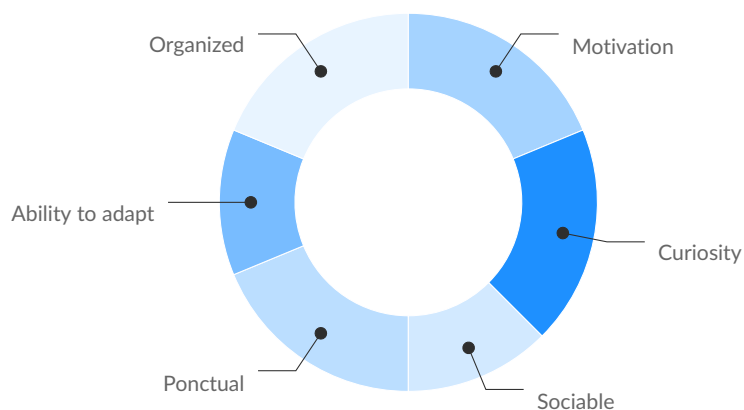 Organized
Motivation
Ability to adapt
Curiosity
Ponctual
Sociable